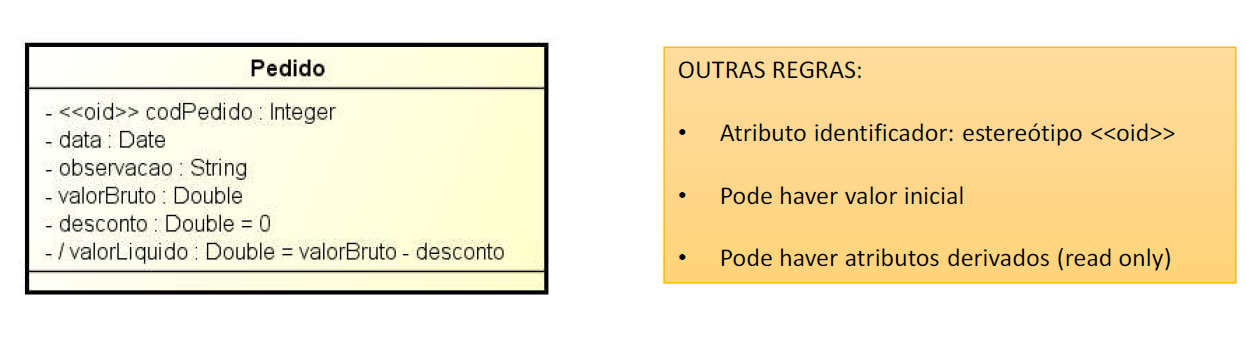 Pedido
- <<oid>> codPedido : Integer
- data : Date
- observacao : String
- valorBruto : Double
- desconto : Double = 0
- / valorLiquido : Double = valorBruto - desconto
OUTRAS REGRAS:
• Atributo identificador: estereótipo <<oid>>
• Pode haver valor inicial
• Pode haver atributos derivados (read only)